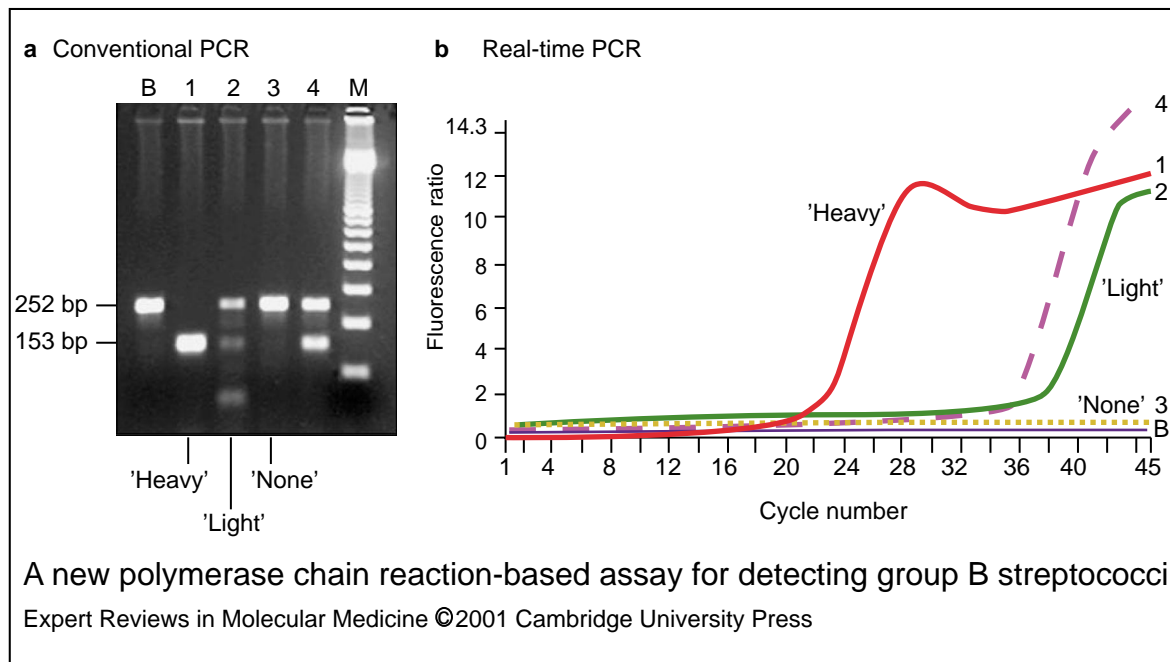 a Conventional PCR
B 1 2 3 4 M
252 bp
153 bp
'Heavy' 'None'
'Light'
b Real-time PCR
Fluorescence ratio
14.3
12
10
8
6
4
2
0
1 4 8 12 16 20 24 28 32 36 40 45
Cycle number
'Heavy'
4
1
2
'Light'
'None' 3
B
A new polymerase chain reaction-based assay for detecting group B streptococci
Expert Reviews in Molecular Medicine ©2001 Cambridge University Press